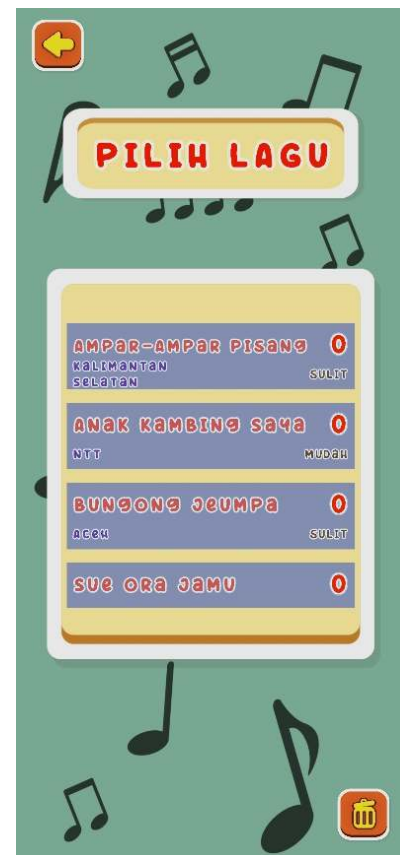 PILIH LAGU
AMPAR-AMPAR PISANG 0
KALIMANTAN
SELATAN SULIT
ANAK KAMBING SAYA 0
NTT MUDAH
BUNGONG JEUMPA 0
ACEH SULIT
SUE ORA JAMU 0